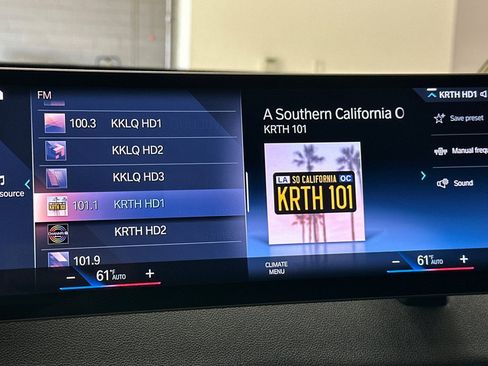 FM
100.3 KKLQ HD1
KKLQ HD2
KKLQ HD3
101.1 KRTH HD1
KRTH HD2
101.9
source
A Southern California O
KRTH 101
LA SO CALIFORNIA OC
KRTH 101
KRTH HD1
Save preset
Manual frequ
Sound
− 61°F AUTO +
CLIMATE
MENU
− 61°F AUTO +